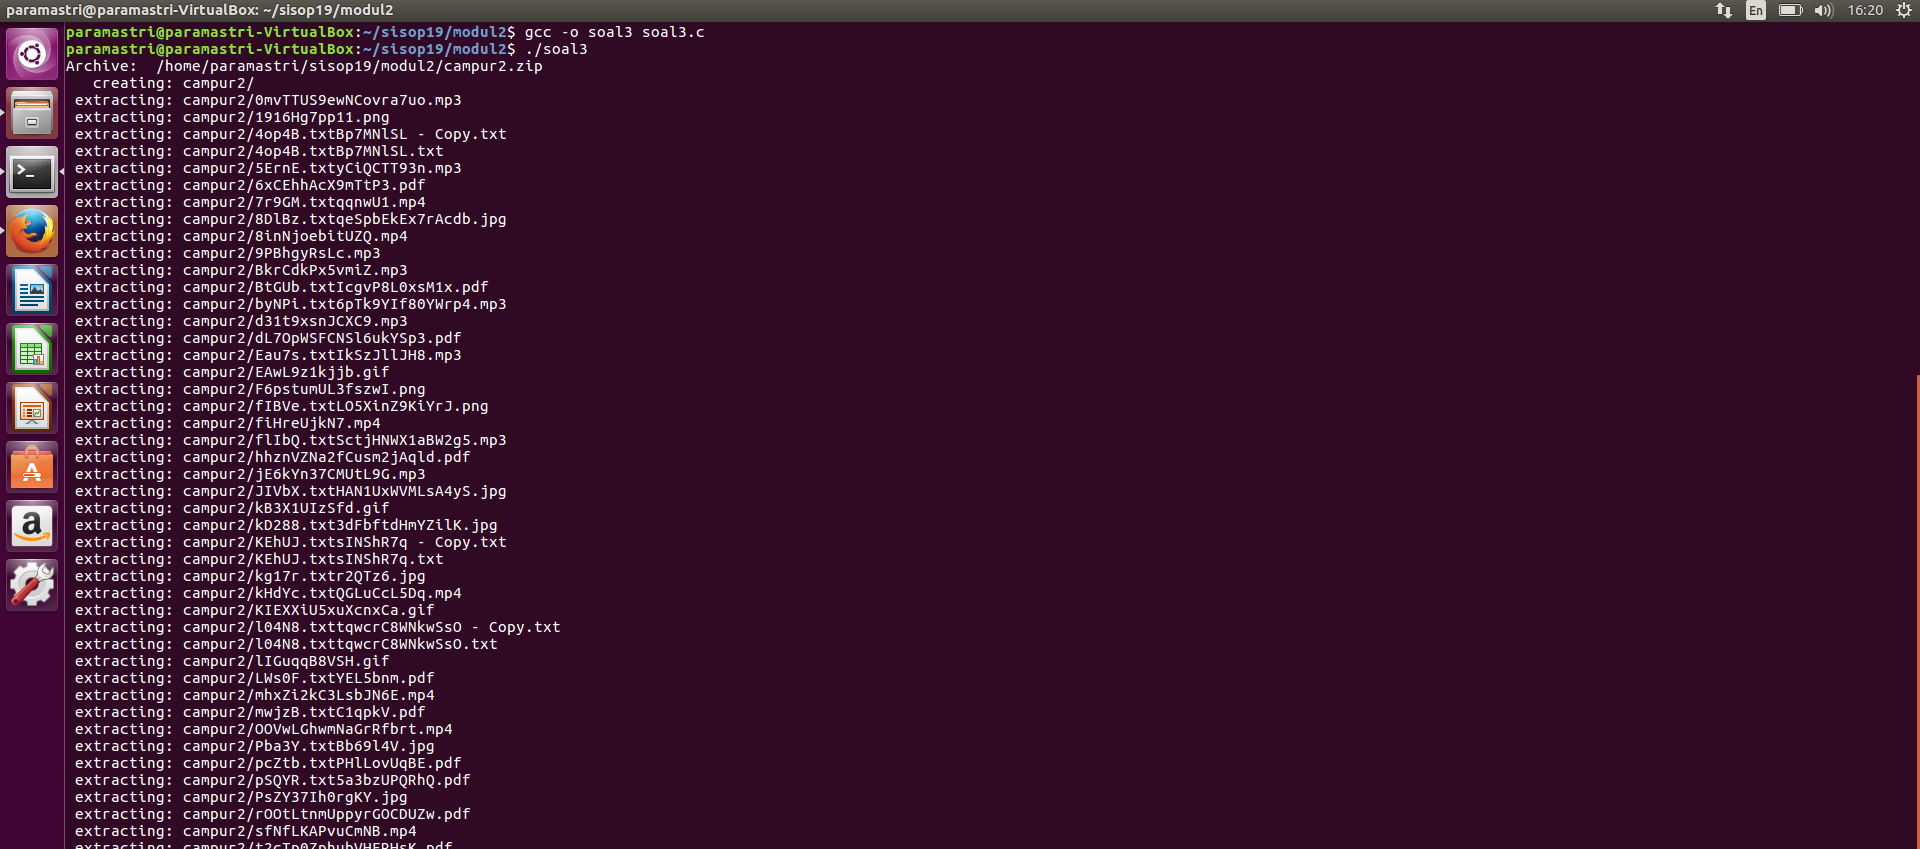 paramastri@paramastri-VirtualBox: ~/sisop19/modul2
En
16:20
paramastri@paramastri-VirtualBox:~/sisop19/modul2$ gcc -o soal3 soal3.c
paramastri@paramastri-VirtualBox:~/sisop19/modul2$ ./soal3
Archive:  /home/paramastri/sisop19/modul2/campur2.zip
   creating: campur2/
 extracting: campur2/0mvTTUS9ewNCovra7uo.mp3
 extracting: campur2/1916Hg7pp11.png
 extracting: campur2/4op4B.txtBp7MNlSL - Copy.txt
 extracting: campur2/4op4B.txtBp7MNlSL.txt
 extracting: campur2/5ErnE.txtyCiQCTT93n.mp3
 extracting: campur2/6xCEhhAcX9mTtP3.pdf
 extracting: campur2/7r9GM.txtqqnwU1.mp4
 extracting: campur2/8DlBz.txtqeSpbEkEx7rAcdb.jpg
 extracting: campur2/8inNjoebitUZQ.mp4
 extracting: campur2/9PBhgyRsLc.mp3
 extracting: campur2/BkrCdkPx5vmiZ.mp3
 extracting: campur2/BtGUb.txtIcgvP8L0xsM1x.pdf
 extracting: campur2/byNPi.txt6pTk9YIf80YWrp4.mp3
 extracting: campur2/d31t9xsnJCXC9.mp3
 extracting: campur2/dL7OpWSFCNSl6ukYSp3.pdf
 extracting: campur2/Eau7s.txtIkSzJllJH8.mp3
 extracting: campur2/EAwL9z1kjjb.gif
 extracting: campur2/F6pstumUL3fszwI.png
 extracting: campur2/fIBVe.txtLO5XinZ9KiYrJ.png
 extracting: campur2/fiHreUjkN7.mp4
 extracting: campur2/flIbQ.txtSctjHNWX1aBW2g5.mp3
 extracting: campur2/hhznVZNa2fCusm2jAqld.pdf
 extracting: campur2/jE6kYn37CMUtL9G.mp3
 extracting: campur2/JIVbX.txtHAN1UxWVMLsA4yS.jpg
 extracting: campur2/kB3X1UIzSfd.gif
 extracting: campur2/kD288.txt3dFbftdHmYZilK.jpg
 extracting: campur2/KEhUJ.txtsINShR7q - Copy.txt
 extracting: campur2/KEhUJ.txtsINShR7q.txt
 extracting: campur2/kg17r.txtr2QTz6.jpg
 extracting: campur2/kHdYc.txtQGLuCcL5Dq.mp4
 extracting: campur2/KIEXXiU5xuXcnxCa.gif
 extracting: campur2/l04N8.txttqwcrC8WNkwSsO - Copy.txt
 extracting: campur2/l04N8.txttqwcrC8WNkwSsO.txt
 extracting: campur2/lIGuqqB8VSH.gif
 extracting: campur2/LWs0F.txtYEL5bnm.pdf
 extracting: campur2/mhxZi2kC3LsbJN6E.mp4
 extracting: campur2/mwjzB.txtC1qpkV.pdf
 extracting: campur2/OOVwLGhwmNaGrRfbrt.mp4
 extracting: campur2/Pba3Y.txtBb69l4V.jpg
 extracting: campur2/pcZtb.txtPHlLovUqBE.pdf
 extracting: campur2/pSQYR.txt5a3bzUPQRhQ.pdf
 extracting: campur2/PsZY37Ih0rgKY.jpg
 extracting: campur2/rOOtLtnmUppyrGOCDUZw.pdf
 extracting: campur2/sfNfLKAPvuCmNB.mp4
 extracting: